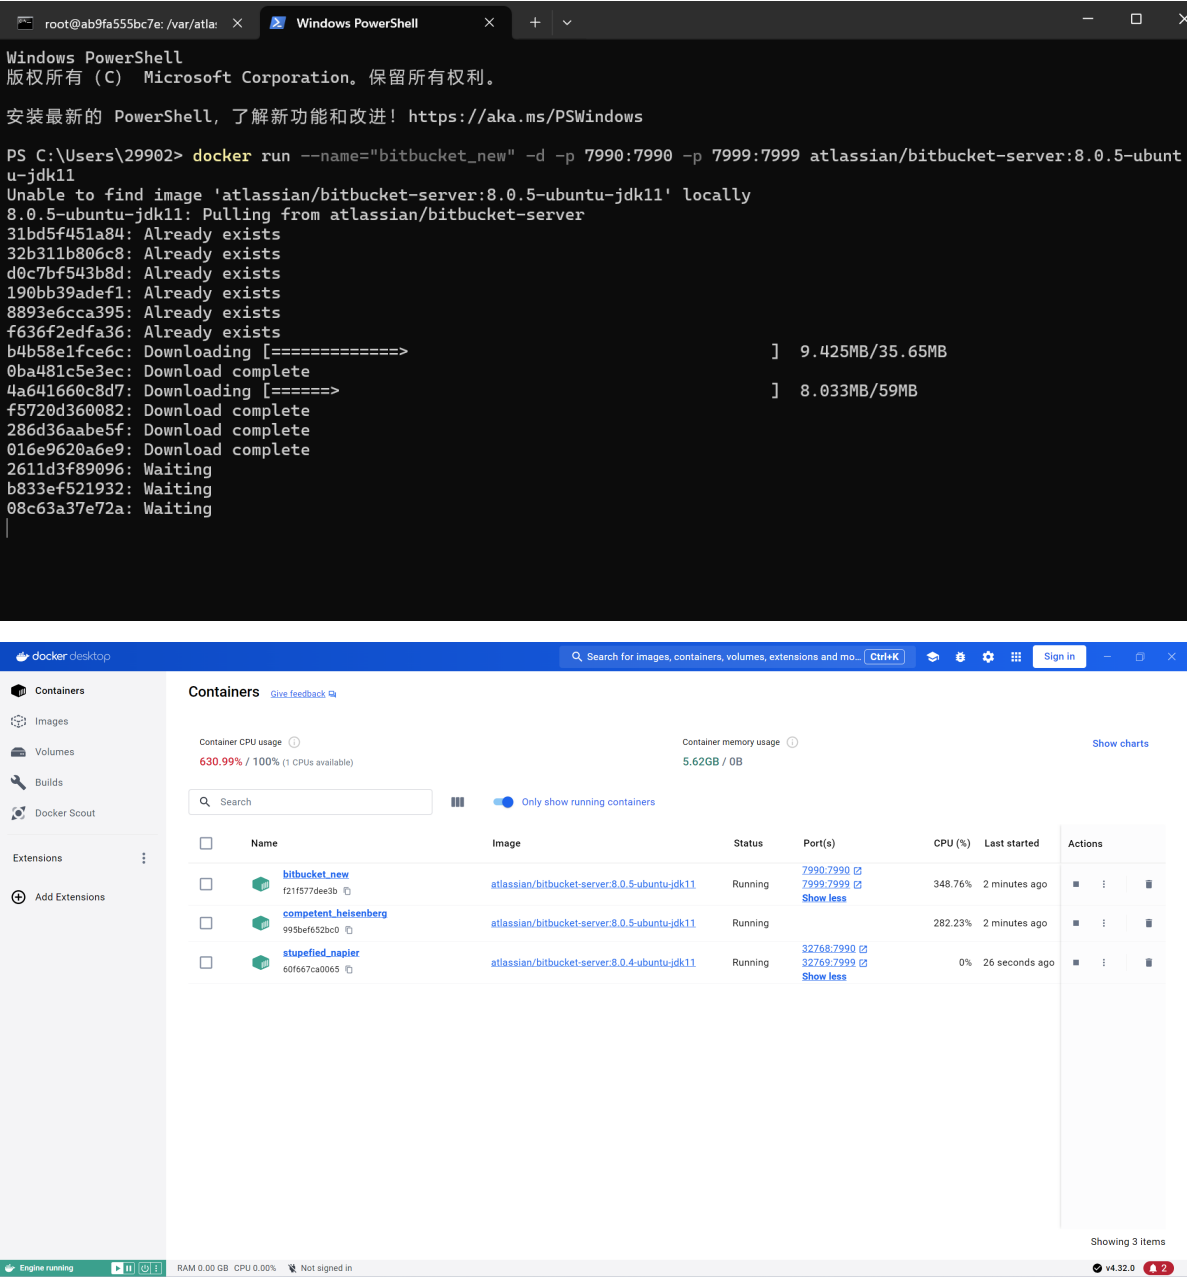 root@ab9fa555bc7e: /var/atla:
Windows PowerShell
Windows PowerShell
版权所有 (C) Microsoft Corporation。保留所有权利。
安装最新的 PowerShell，了解新功能和改进！https://aka.ms/PSWindows
PS C:\Users\29902> docker run --name="bitbucket_new" -d -p 7990:7990 -p 7999:7999 atlassian/bitbucket-server:8.0.5-ubunt
u-jdk11
Unable to find image 'atlassian/bitbucket-server:8.0.5-ubuntu-jdk11' locally
8.0.5-ubuntu-jdk11: Pulling from atlassian/bitbucket-server
31bd5f451a84: Already exists
32b311b806c8: Already exists
d0c7bf543b8d: Already exists
190bb39adef1: Already exists
8893e6cca395: Already exists
f636f2edfa36: Already exists
b4b58e1fce6c: Downloading [=============>                                     ]  9.425MB/35.65MB
0ba481c5e3ec: Download complete
4a641660c8d7: Downloading [======>                                            ]  8.033MB/59MB
f5720d360082: Download complete
286d36aabe5f: Download complete
016e9620a6e9: Download complete
2611d3f89096: Waiting
b833ef521932: Waiting
08c63a37e72a: Waiting
docker desktop
Search for images, containers, volumes, extensions and mo... Ctrl+K
Sign in
Containers
Images
Volumes
Builds
Docker Scout
Extensions
Add Extensions
Containers Give feedback
Container CPU usage
630.99% / 100% (1 CPUs available)
Container memory usage
5.62GB / 0B
Show charts
Search
Only show running containers
Name Image Status Port(s) CPU (%) Last started Actions
bitbucket_new
f21f577dee3b
atlassian/bitbucket-server:8.0.5-ubuntu-jdk11 Running
7990:7990
7999:7999
Show less
348.76% 2 minutes ago
competent_heisenberg
995bef652bc0
atlassian/bitbucket-server:8.0.5-ubuntu-jdk11 Running 282.23% 2 minutes ago
stupefied_napier
60f667ca0065
atlassian/bitbucket-server:8.0.4-ubuntu-jdk11 Running
32768:7990
32769:7999
Show less
0% 26 seconds ago
Showing 3 items
Engine running
RAM 0.00 GB CPU 0.00% Not signed in
v4.32.0
2